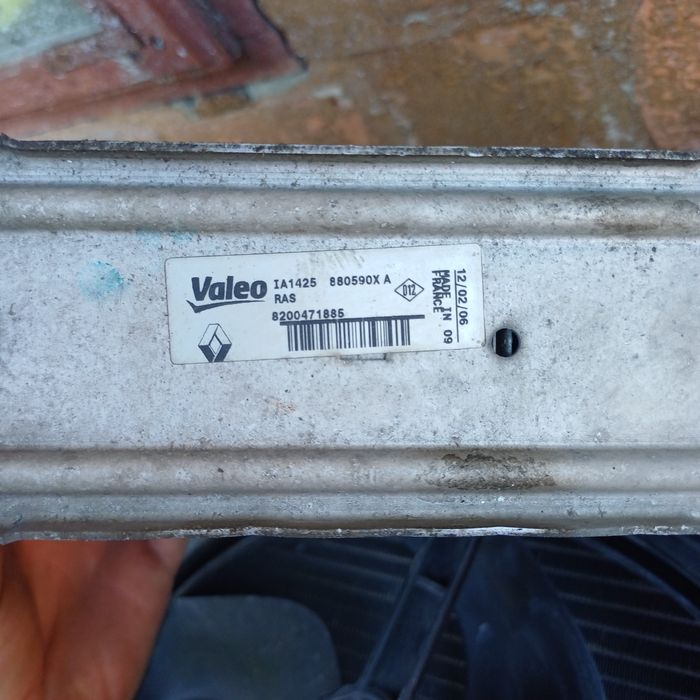 Valeo IA1425 880590X A
RAS
8200471885
D12
12/02/06
MADE IN 09
FRANCE